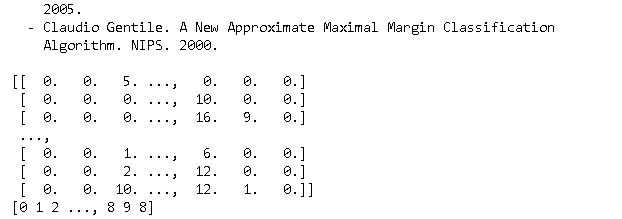 2005.
- Claudio Gentile. A New Approximate Maximal Margin Classification
Algorithm. NIPS. 2000.
[[ 0. 0. 5. ..., 0. 0. 0.]
[ 0. 0. 0. ..., 10. 0. 0.]
[ 0. 0. 0. ..., 16. 9. 0.]
...,
[ 0. 0. 1. ..., 6. 0. 0.]
[ 0. 0. 2. ..., 12. 0. 0.]
[ 0. 0. 10. ..., 12. 1. 0.]]
[0 1 2 ..., 8 9 8]